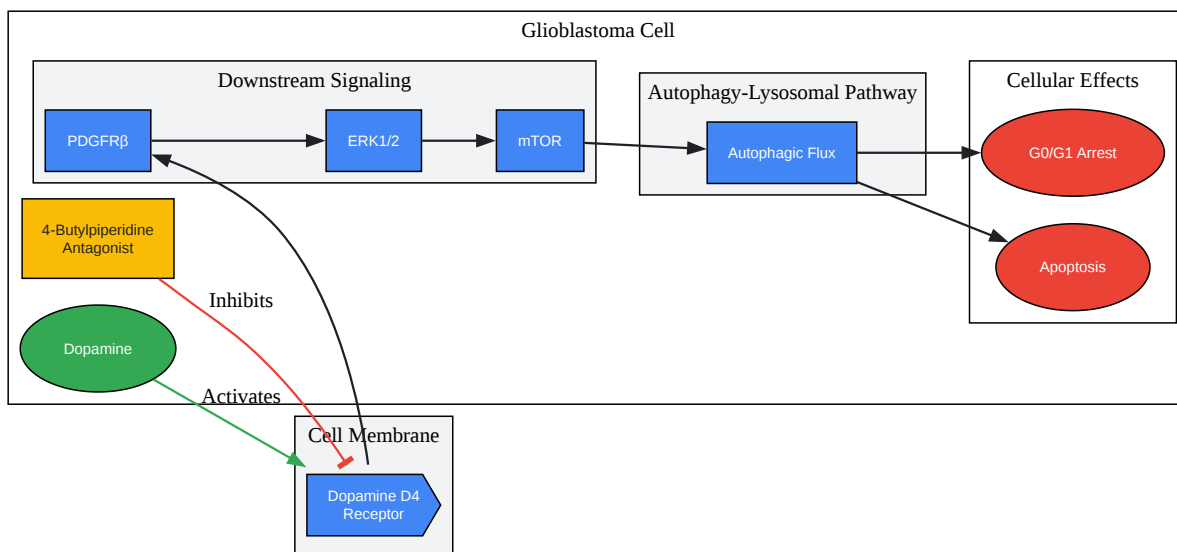 Glioblastoma Cell
Downstream Signaling
PDGFRβ
ERK1/2
mTOR
Autophagy-Lysosomal Pathway
Autophagic Flux
Cellular Effects
G0/G1 Arrest
Apoptosis
4-Butylpiperidine
Antagonist
Inhibits
Dopamine
Activates
Cell Membrane
Dopamine D4
Receptor